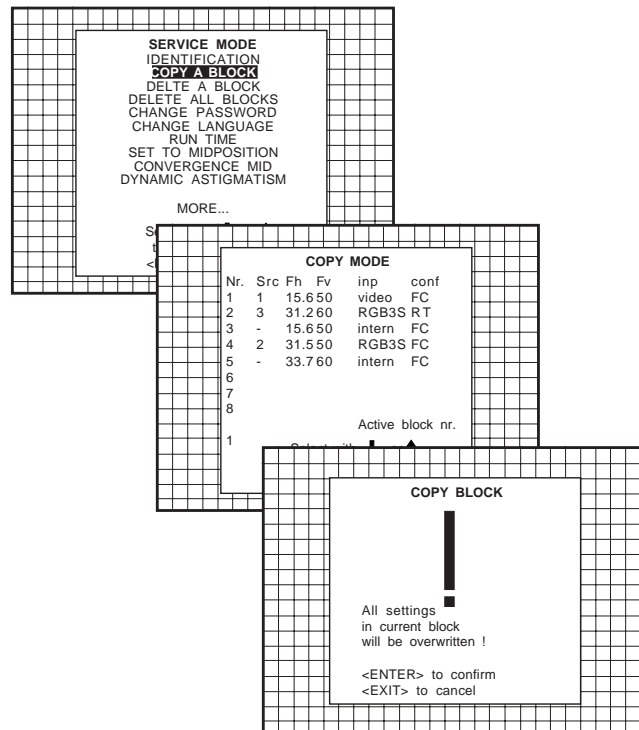 SERVICE MODE
IDENTIFICATION
COPY A BLOCK
DELTE A BLOCK
DELETE ALL BLOCKS
CHANGE PASSWORD
CHANGE LANGUAGE
RUN TIME
SET TO MIDPOSITION
CONVERGENCE MID
DYNAMIC ASTIGMATISM
MORE...
COPY MODE
Nr. Src Fh Fv inp conf
1 1 15.6 50 video FC
2 3 31.2 60 RGB3S RT
3 - 15.6 50 intern FC
4 2 31.5 50 RGB3S FC
5 - 33.7 60 intern FC
6
7
8
Active block nr.
1
Select with
COPY BLOCK
!
All settings
in current block
will be overwritten !
<ENTER> to confirm
<EXIT> to cancel